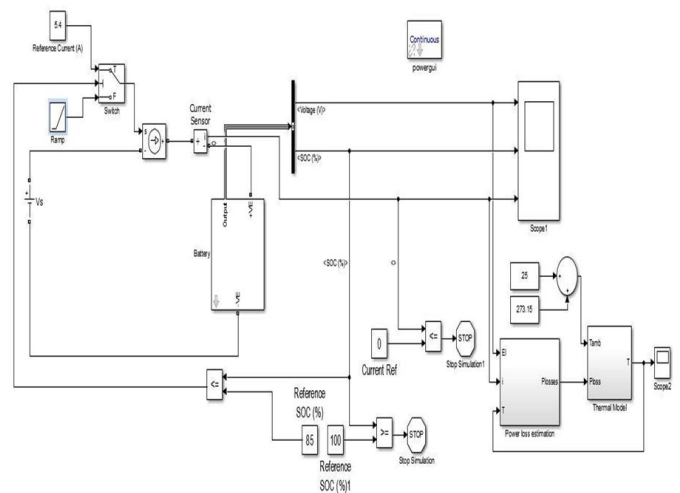 5.4
Reference Current (A)
T
F
Switch
Ramp
s
+
-
Current
Sensor
+
i
-
Continuous
powergui
<Voltage (V)>
<SOC (%)>
Scope1
+
Vs
Output
+VE
Battery
-VE
<SOC (%)>
25
273.15
+
+
0
Current Ref
<=
STOP
Stop Simulation1
El
i
T
Plosses
Power loss estimation
Tamb
Ploss
T
Thermal Model
Scope2
<=
Reference
SOC (%)
85
100
Reference
SOC (%)1
>=
STOP
Stop Simulation